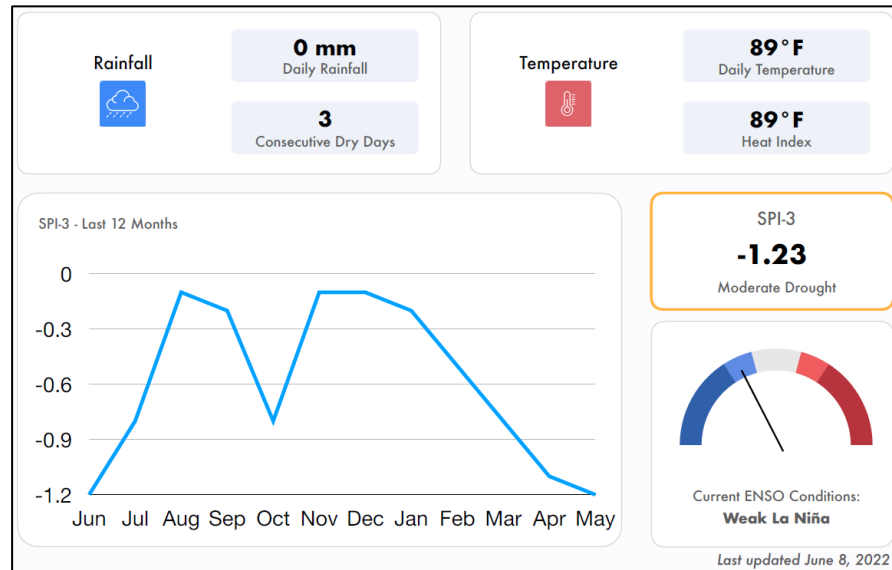 Rainfall
0 mm
Daily Rainfall
3
Consecutive Dry Days
Temperature
89°F
Daily Temperature
89°F
Heat Index
SPI-3 - Last 12 Months
0
-0.3
-0.6
-0.9
-1.2
Jun Jul Aug Sep Oct Nov Dec Jan Feb Mar Apr May
SPI-3
-1.23
Moderate Drought
Current ENSO Conditions:
Weak La Niña
Last updated June 8, 2022